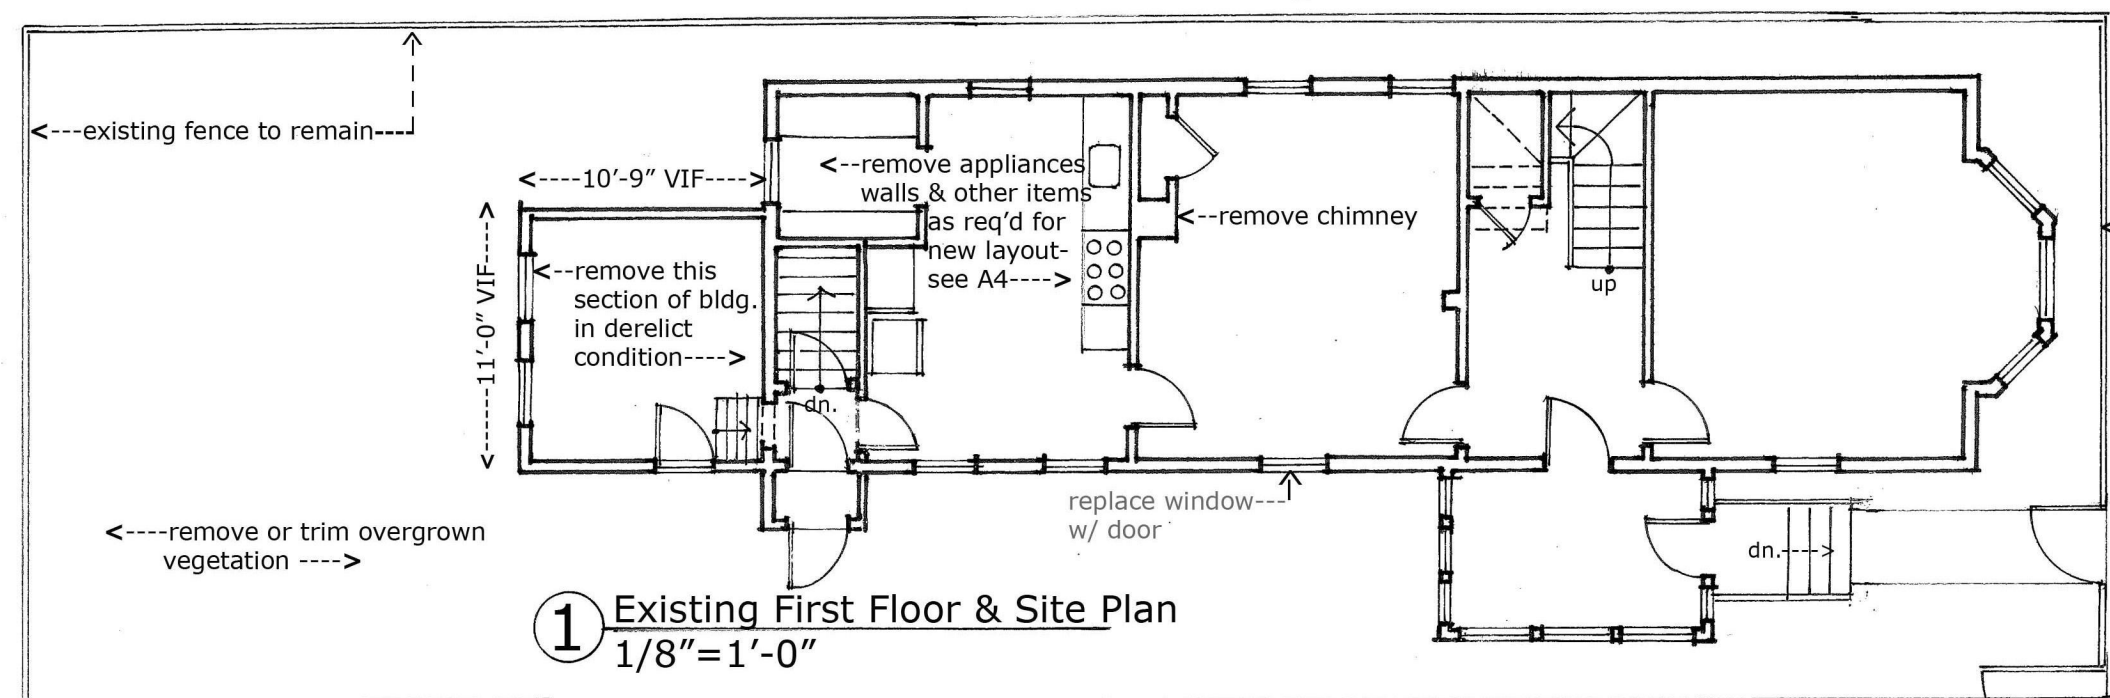 <---existing fence to remain----
<----10’-9” VIF---->
<-----11’-0” VIF---->
<--remove appliances
walls & other items
as req’d for
new layout-
see A4---->
<--remove chimney
<--remove this
section of bldg.
in derelict
condition---->
up
dn.
replace window---
w/ door
<----remove or trim overgrown
vegetation ---->
dn.---->
1 Existing First Floor & Site Plan
1/8”=1’-0”